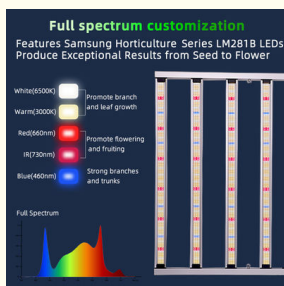 Full spectrum customization
Features Samsung Horticulture Series LM281B LEDs
Produce Exceptional Results from Seed to Flower
White(6500K)
Promote branch
and leaf growth
Warm(3000K)
Red(660nm)
Promote flowering
and fruiting
IR(730nm)
Blue(460nm)
Strong branches
and trunks
Full Spectrum